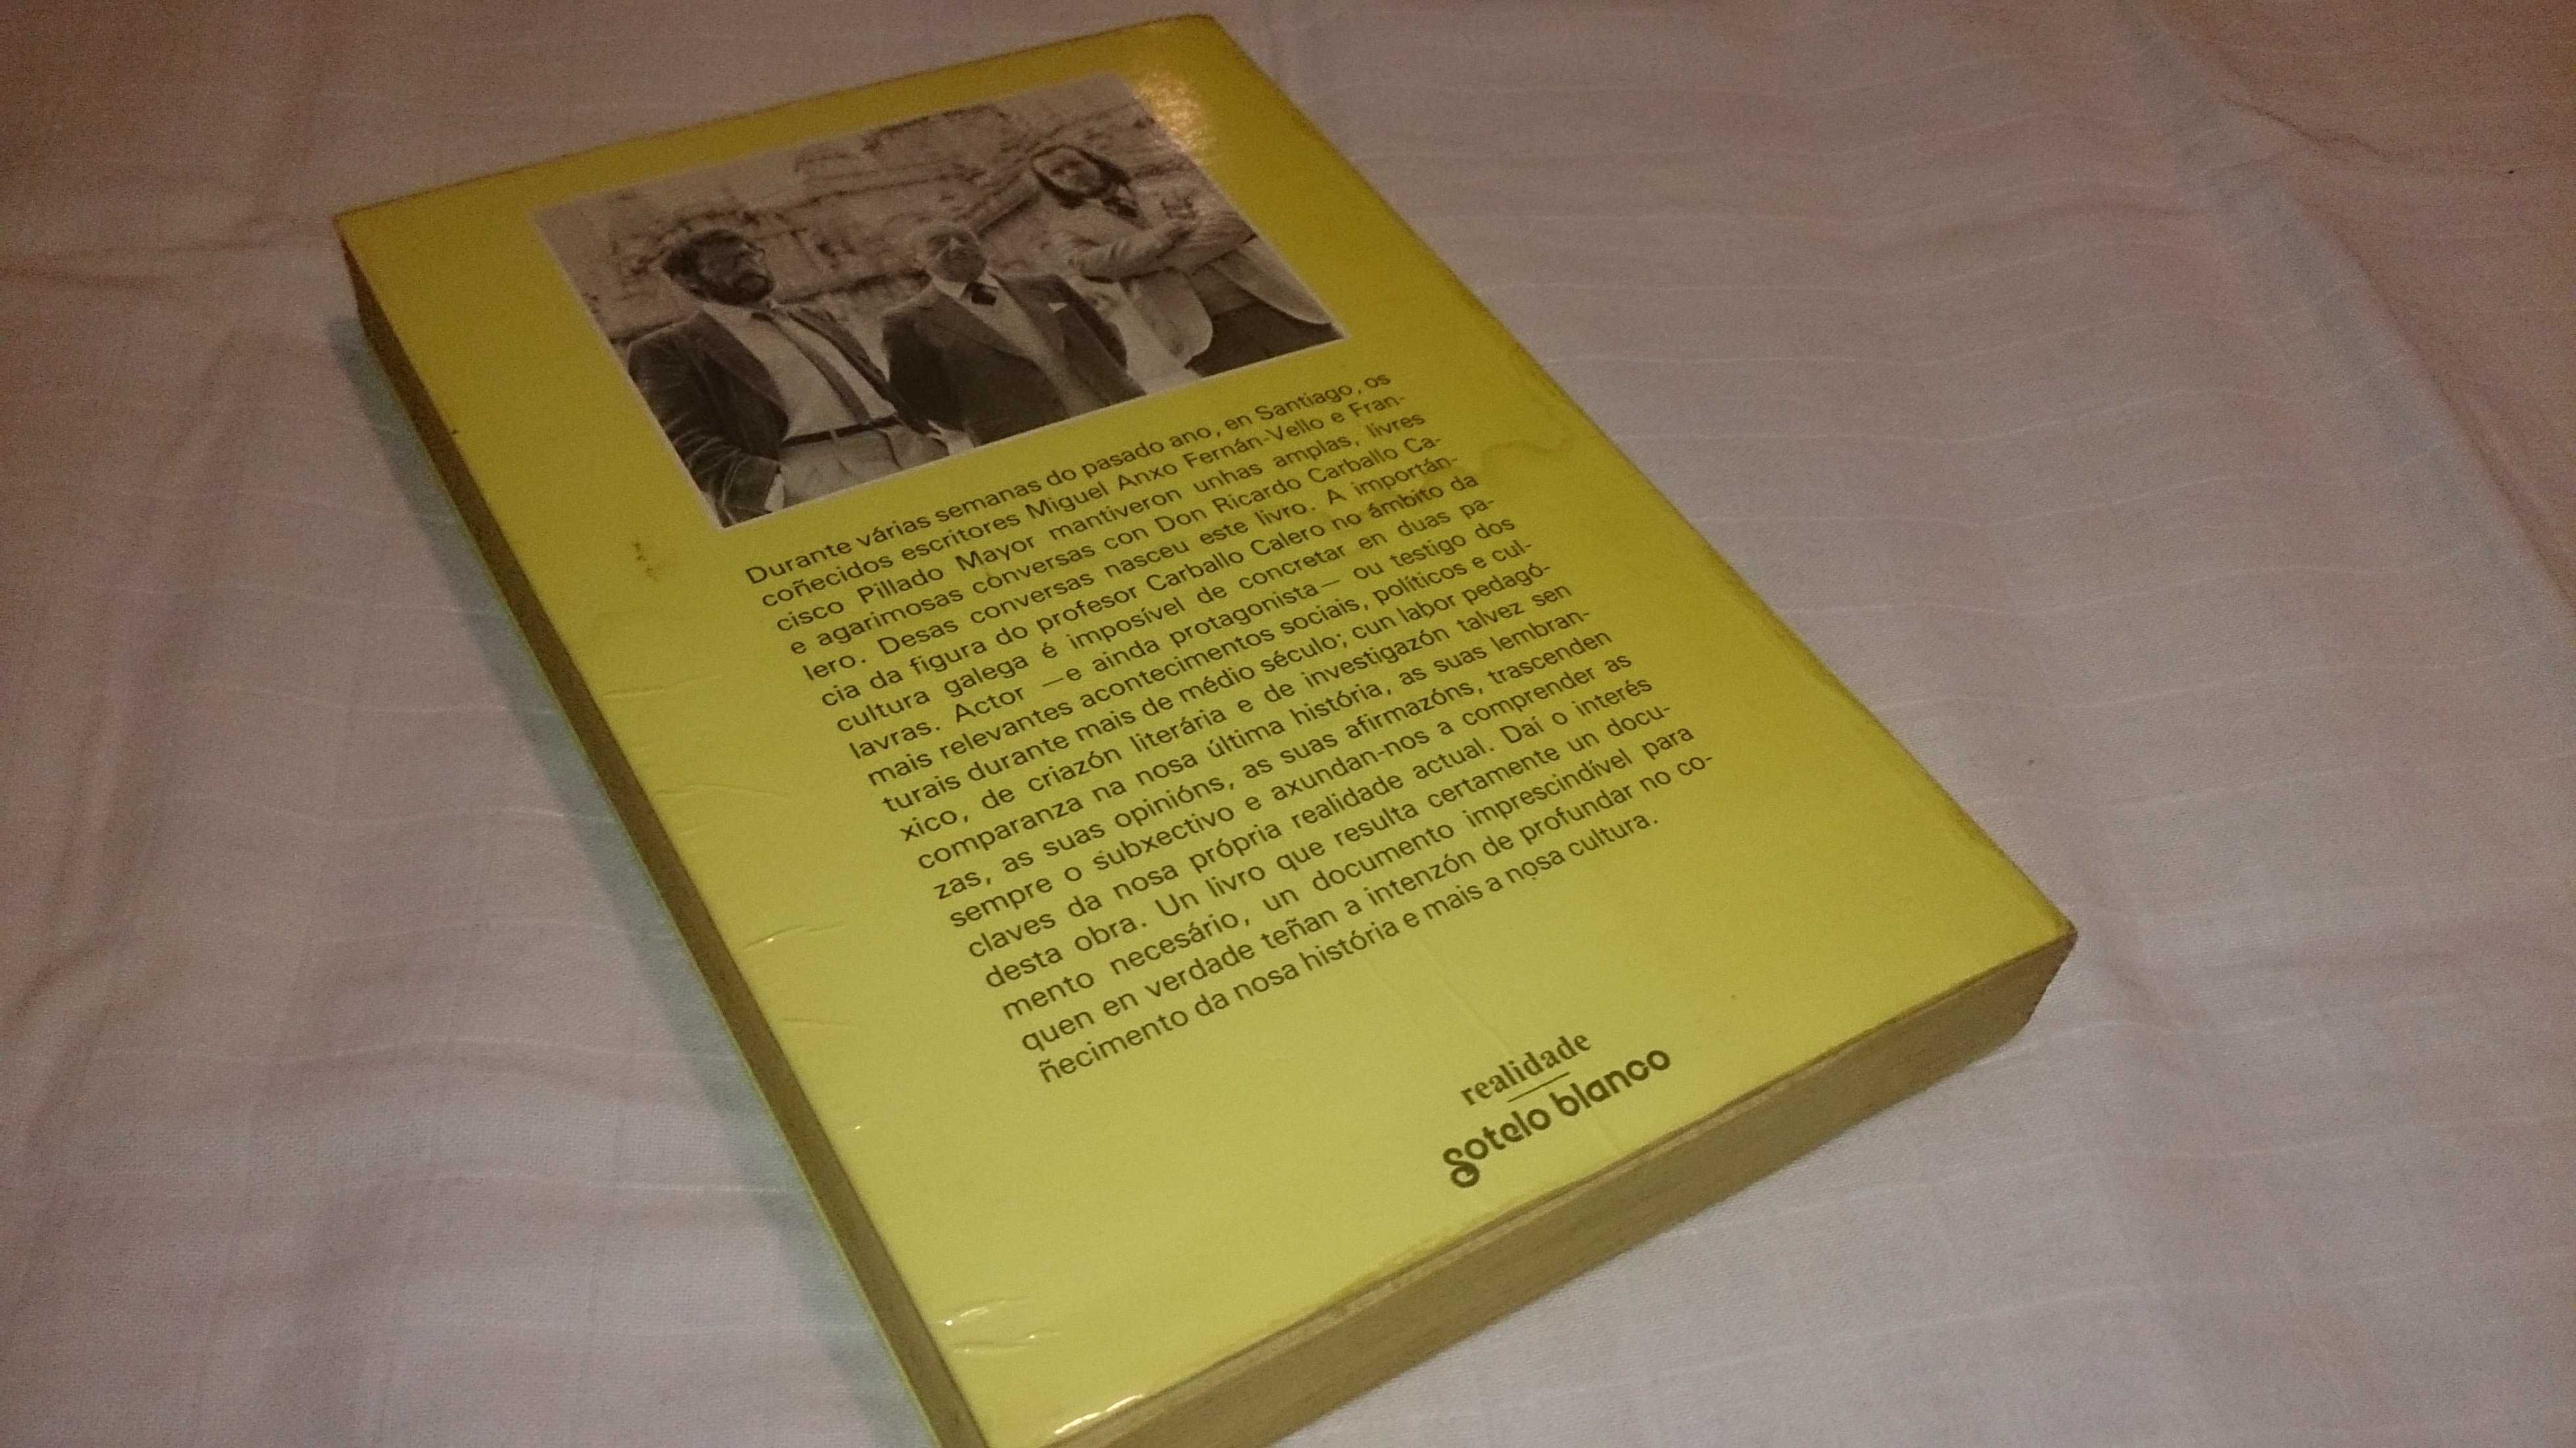 Durante várias semanas do pasado ano, en Santiago, os
coñecidos escritores Miguel Anxo Fernán-Vello e Fran-
cisco Pillado Mayor mantiveron unhas amplas, livres
e agarimosas conversas con Don Ricardo Carballo Ca-
lero. Desas conversas nasceu este livro. A importán-
cia da figura do profesor Carballo Calero no ámbito da
cultura galega é imposível de concretar en duas pa-
lavras. Actor —e ainda protagonista— ou testigo dos
mais relevantes acontecimentos sociais, políticos e cul-
turais durante mais de médio século; cun labor pedagó-
xico, de criazón literária e de investigazón talvez sen
comparanza na nosa última história, as suas lembran-
zas, as suas opinións, as suas afirmazóns, trascenden
sempre o subxectivo e axundan-nos a comprender as
claves da nosa própria realidade actual. Daí o interés
desta obra. Un livro que resulta certamente un docu-
mento necesário, un documento imprescindível para
quen en verdade teñan a intenzón de profundar no co-
ñecimento da nosa história e mais a nosa cultura.
realidade
sotelo blanco